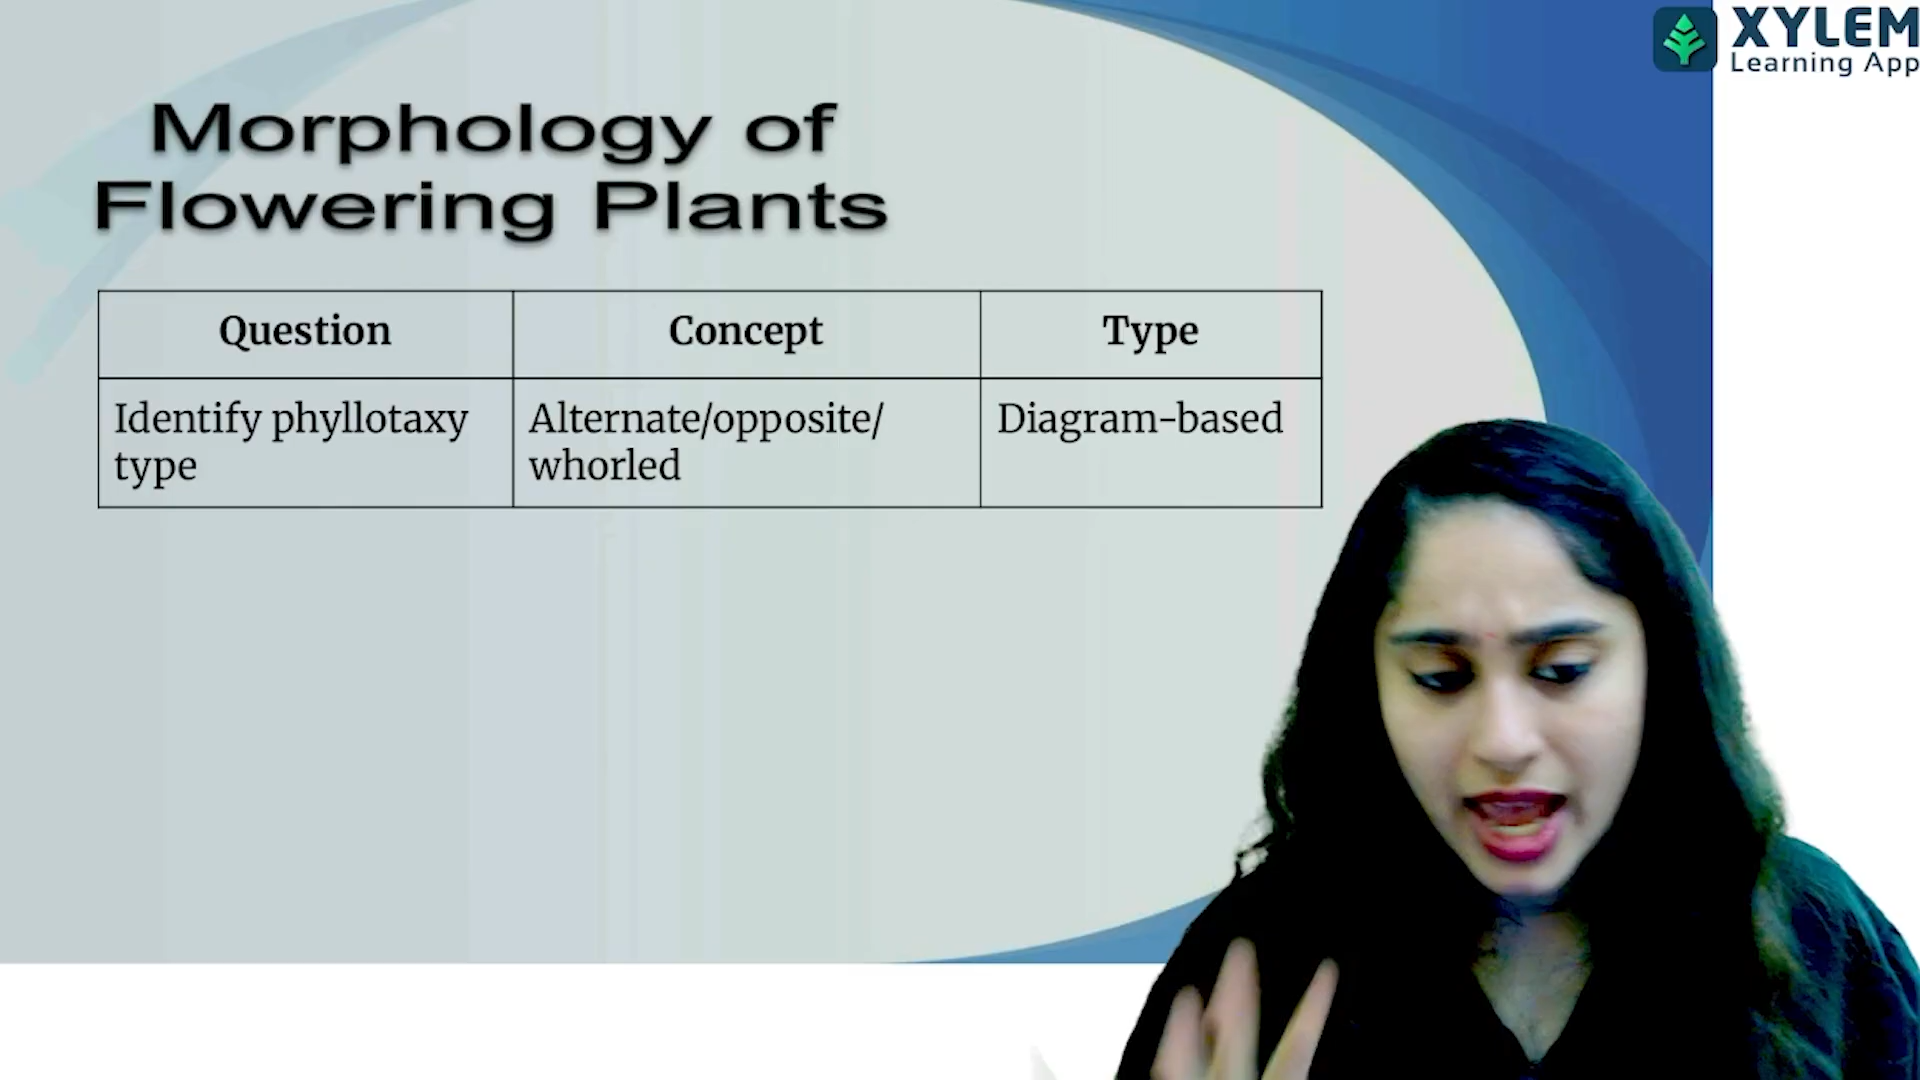 XYLEM
Learning App
Morphology of
Flowering Plants
Question
Concept
Type
Identify phyllotaxy
type
Alternate/opposite/
whorled
Diagram-based